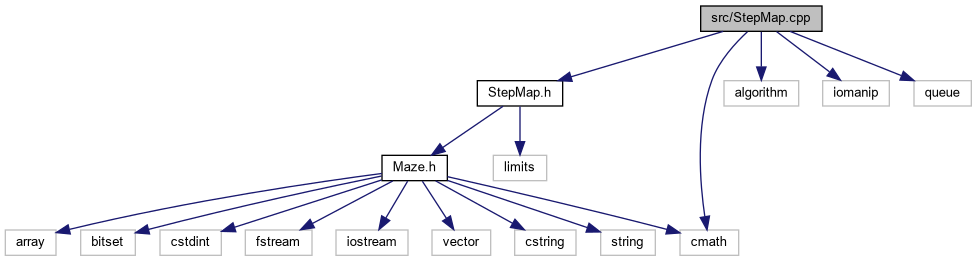 src/StepMap.cpp
StepMap.h
algorithm
iomanip
queue
Maze.h
limits
array
bitset
cstdint
fstream
iostream
vector
cstring
string
cmath